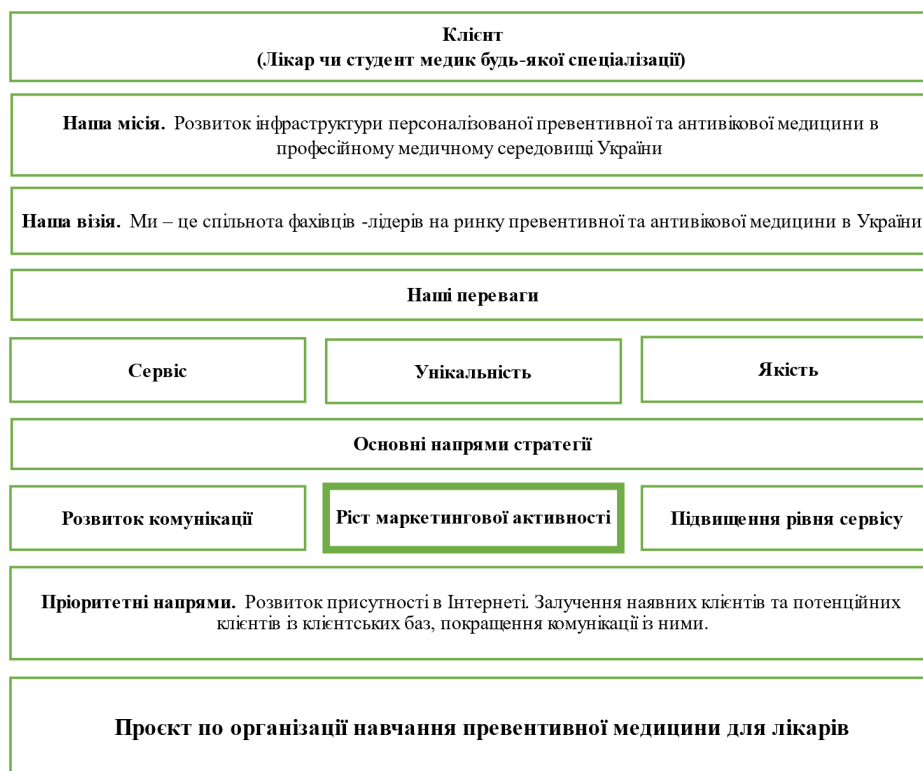 Клієнт
(Лікар чи студент медик будь-якої спеціалізації)
Наша місія. Розвиток інфраструктури персоналізованої превентивної та антивікової медицини в
професійному медичному середовищі України
Наша візія. Ми – це спільнота фахівців -лідерів на ринку превентивної та антивікової медицини в Україні
Наші переваги
Сервіс
Унікальність
Якість
Основні напрями стратегії
Розвиток комунікації
Ріст маркетингової активності
Підвищення рівня сервісу
Пріоритетні напрями. Розвиток присутності в Інтернеті. Залучення наявних клієнтів та потенційних
клієнтів із клієнтських баз, покращення комунікації із ними.
Проєкт по організації навчання превентивної медицини для лікарів